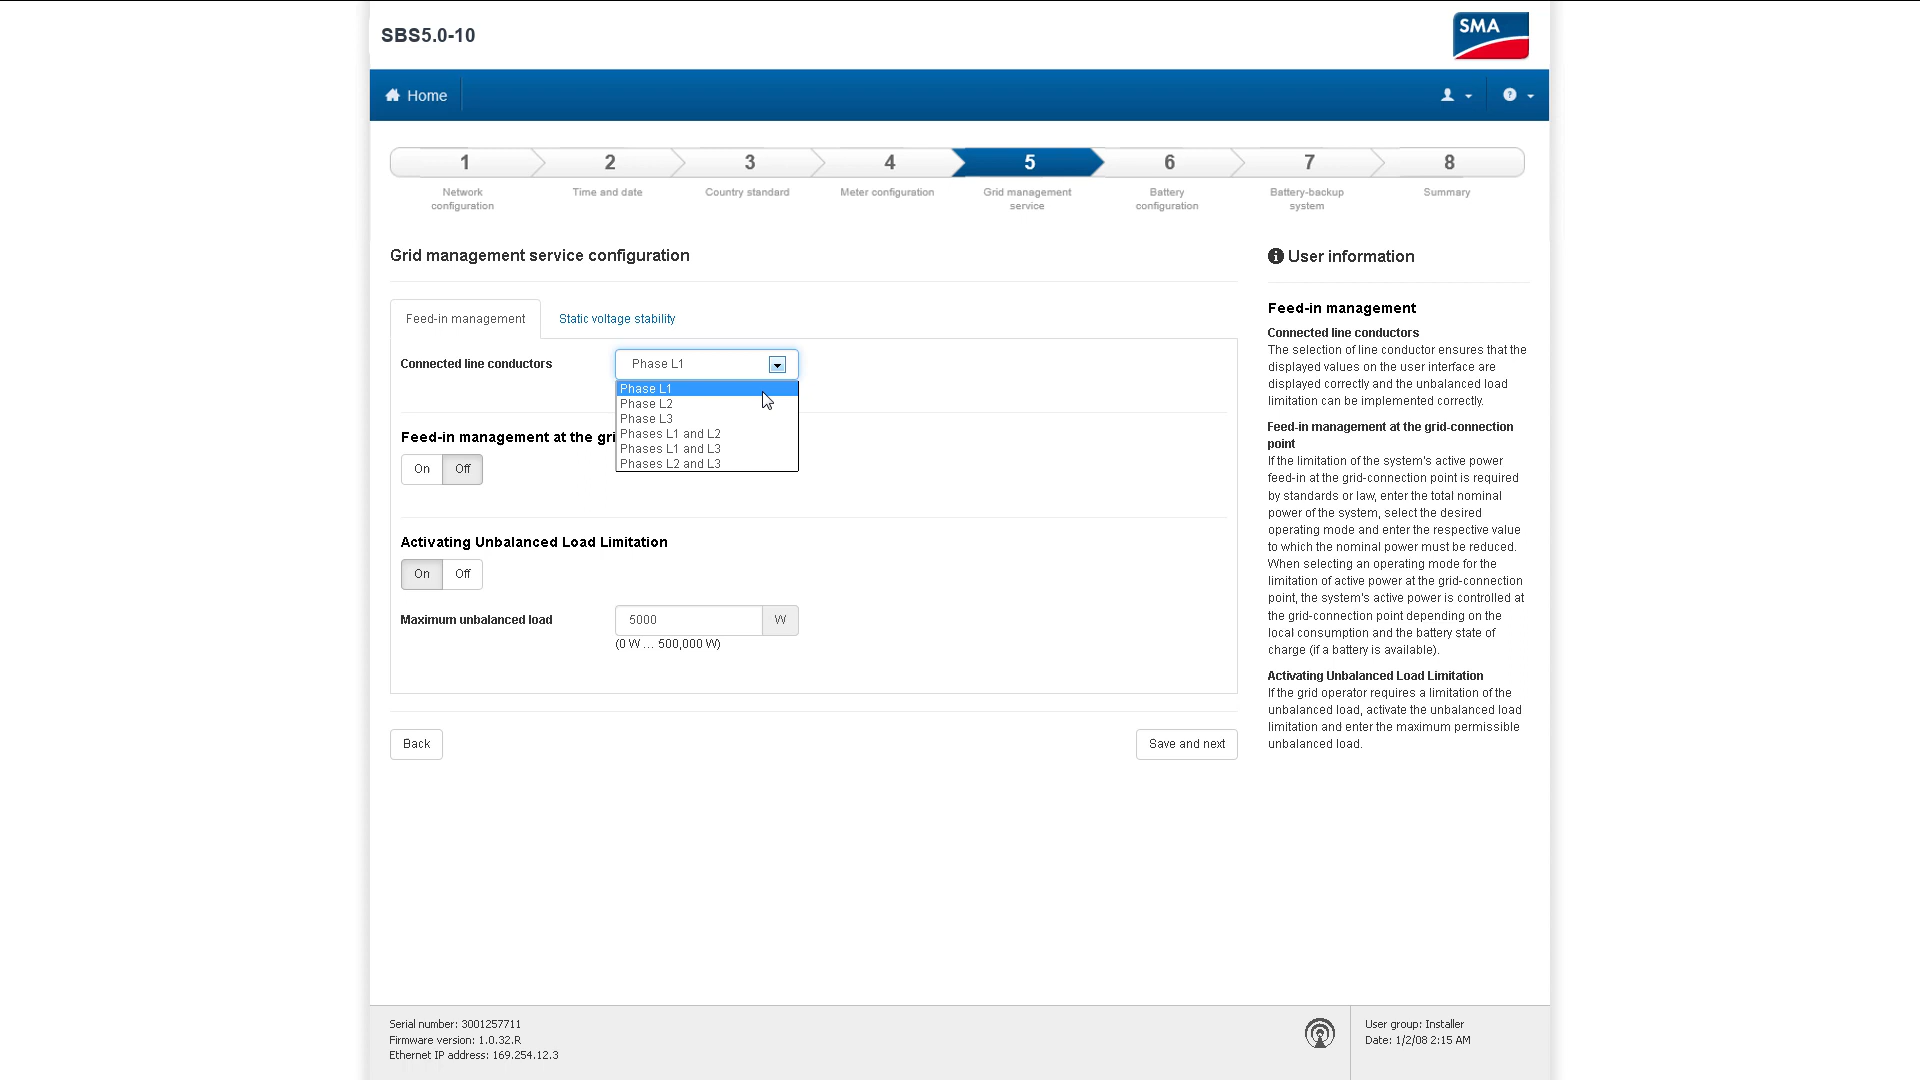 SBS5.0-10
SMA
Home
1
2
3
4
5
6
7
8
Network
configuration
Time and date
Country standard
Meter configuration
Grid management
service
Battery
configuration
Battery-backup
system
Summary
Grid management service configuration
Feed-in management
Static voltage stability
Connected line conductors
Phase L1
Phase L1
Phase L2
Phase L3
Phases L1 and L2
Phases L1 and L3
Phases L2 and L3
Feed-in management at the gri
On
Off
Activating Unbalanced Load Limitation
On
Off
Maximum unbalanced load
5000
W
(0 W ... 500,000 W)
Back
Save and next
User information
Feed-in management
Connected line conductors
The selection of line conductor ensures that the
displayed values on the user interface are
displayed correctly and the unbalanced load
limitation can be implemented correctly.
Feed-in management at the grid-connection
point
If the limitation of the system's active power
feed-in at the grid-connection point is required
by standards or law, enter the total nominal
power of the system, select the desired
operating mode and enter the respective value
to which the nominal power must be reduced.
When selecting an operating mode for the
limitation of active power at the grid-connection
point, the system's active power is controlled at
the grid-connection point depending on the
local consumption and the battery state of
charge (if a battery is available).
Activating Unbalanced Load Limitation
If the grid operator requires a limitation of the
unbalanced load, activate the unbalanced load
limitation and enter the maximum permissible
unbalanced load.
Serial number: 3001257711
Firmware version: 1.0.32.R
Ethernet IP address: 169.254.12.3
User group: Installer
Date: 1/2/08 2:15 AM